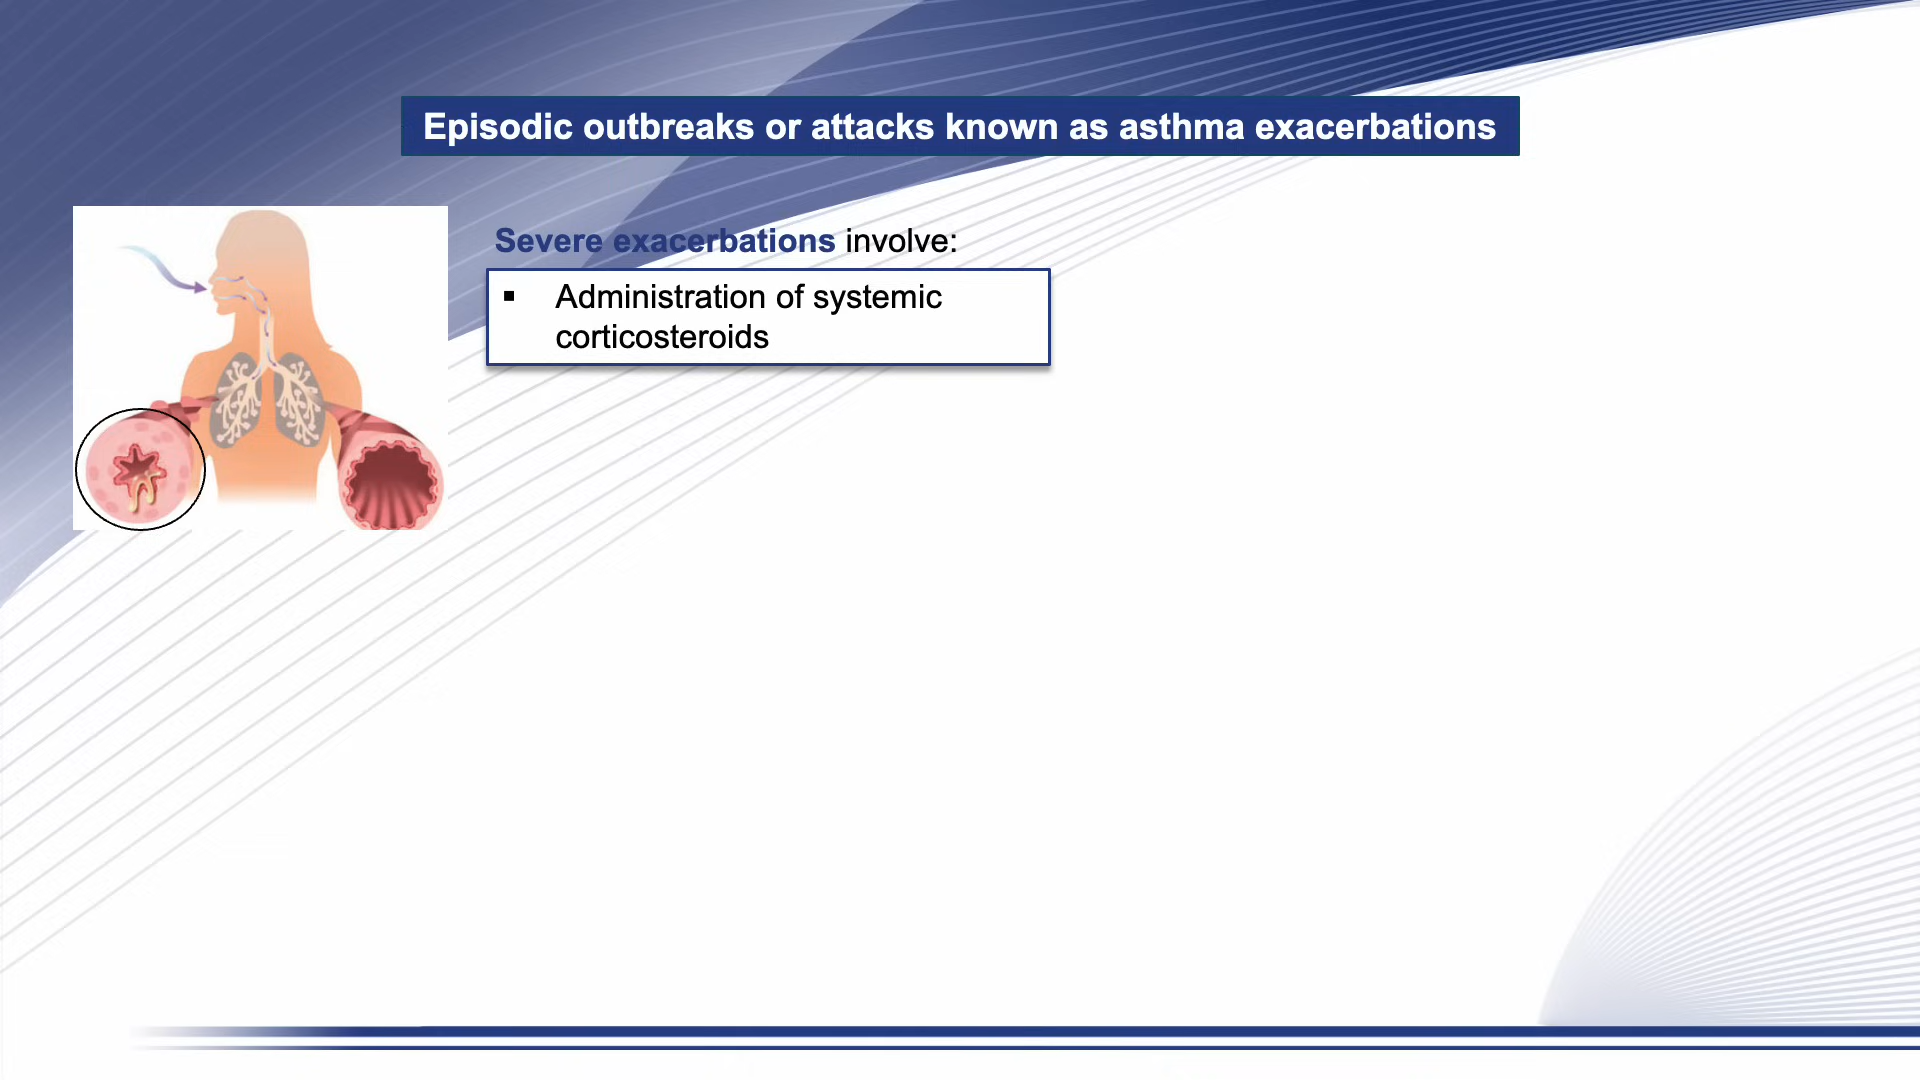 Episodic outbreaks or attacks known as asthma exacerbations
Severe exacerbations involve:
▪ Administration of systemic
corticosteroids